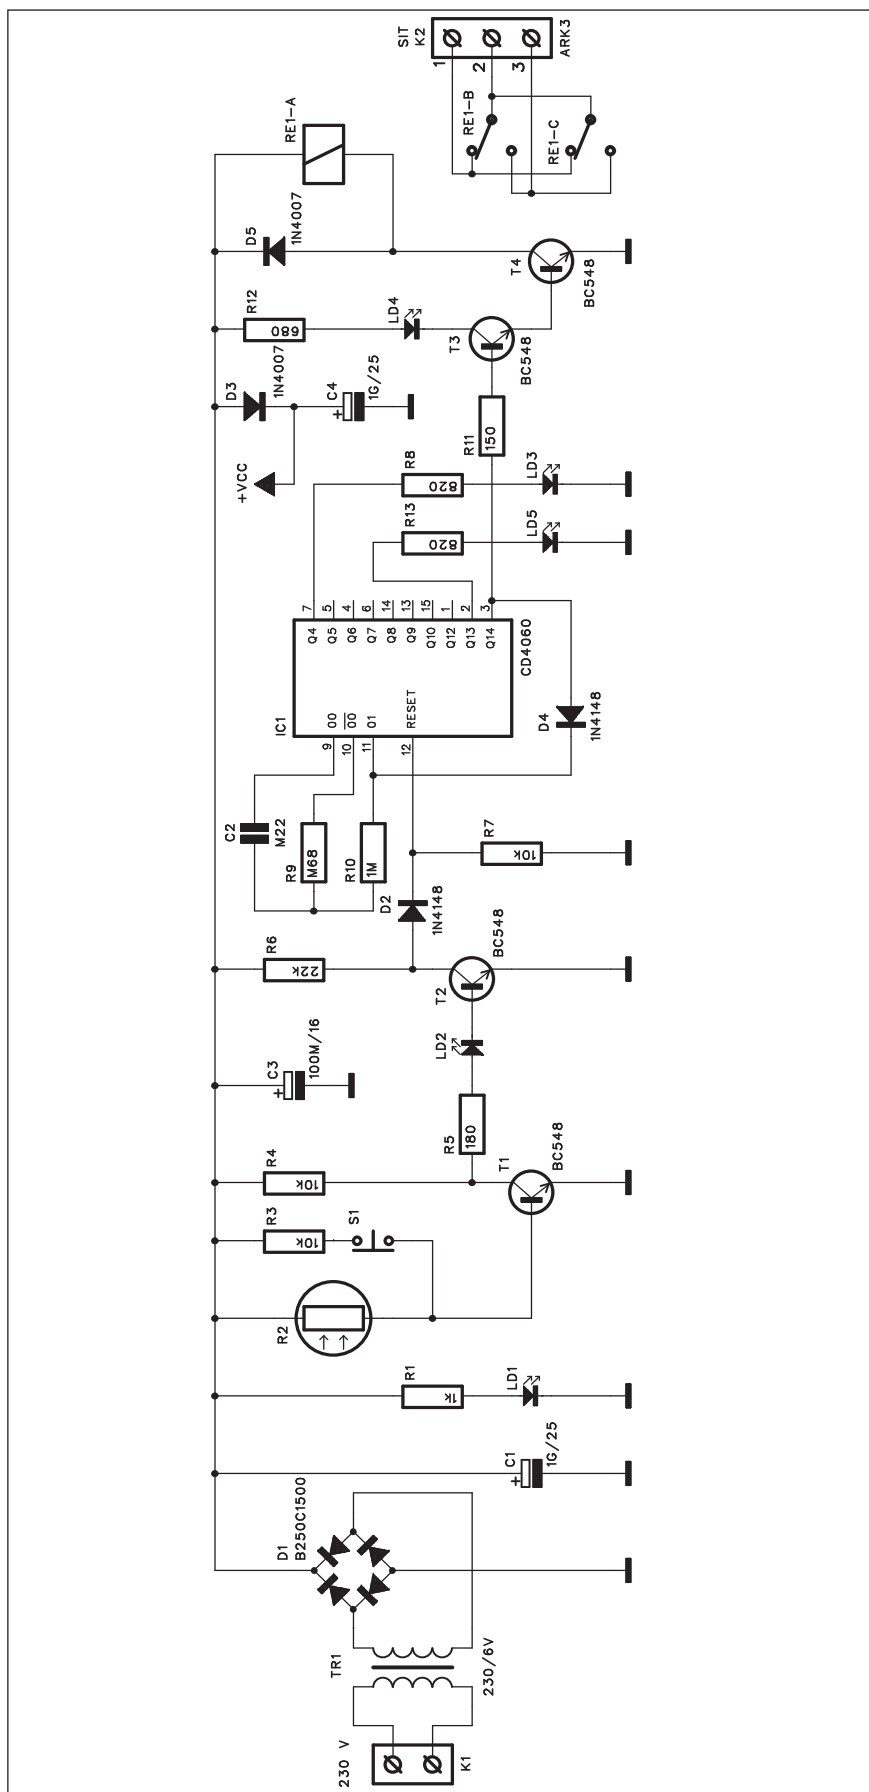 SIT
K2
1
2
3
ARK3
RE1-A
RE1-B
RE1-C
D5
1N4007
T4
BC548
R12
680
LD4
T3
BC548
D3
1N4007
C4
+
1G/25
R11
150
+VCC
R8
820
LD3
R13
820
LD5
IC1
CD4060
Q4
7
Q5
5
Q6
4
Q7
6
Q8
14
Q9
13
Q10
15
Q12
1
Q13
2
Q14
3
9
OO
10
OO
11
O1
12
RESET
D4
1N4148
C2
M22
R9
M68
R10
1M
R7
10k
D2
1N4148
R6
22k
T2
BC548
LD2
C3
+
100M/16
R5
180
R4
10k
T1
BC548
R3
10k
S1
R2
R1
1k
LD1
C1
+
1G/25
D1
B250C1500
TR1
230/6V
230 V
K1